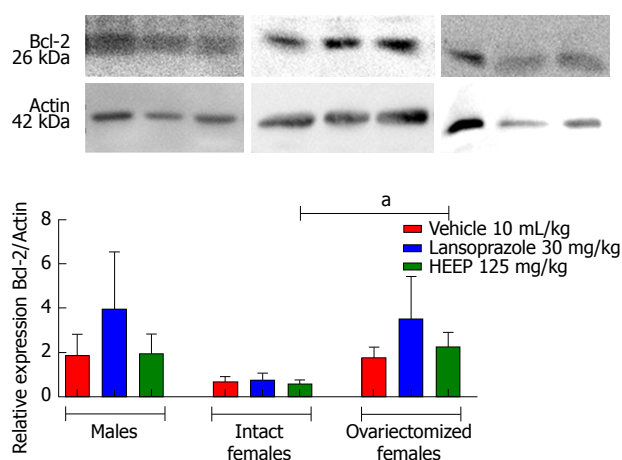 Bcl-2
26 kDa
Actin
42 kDa
a
8
6
4
2
0
Relative expression Bcl-2/Actin
Vehicle 10 mL/kg
Lansoprazole 30 mg/kg
HEEP 125 mg/kg
Males
Intact
females
Ovariectomized
females